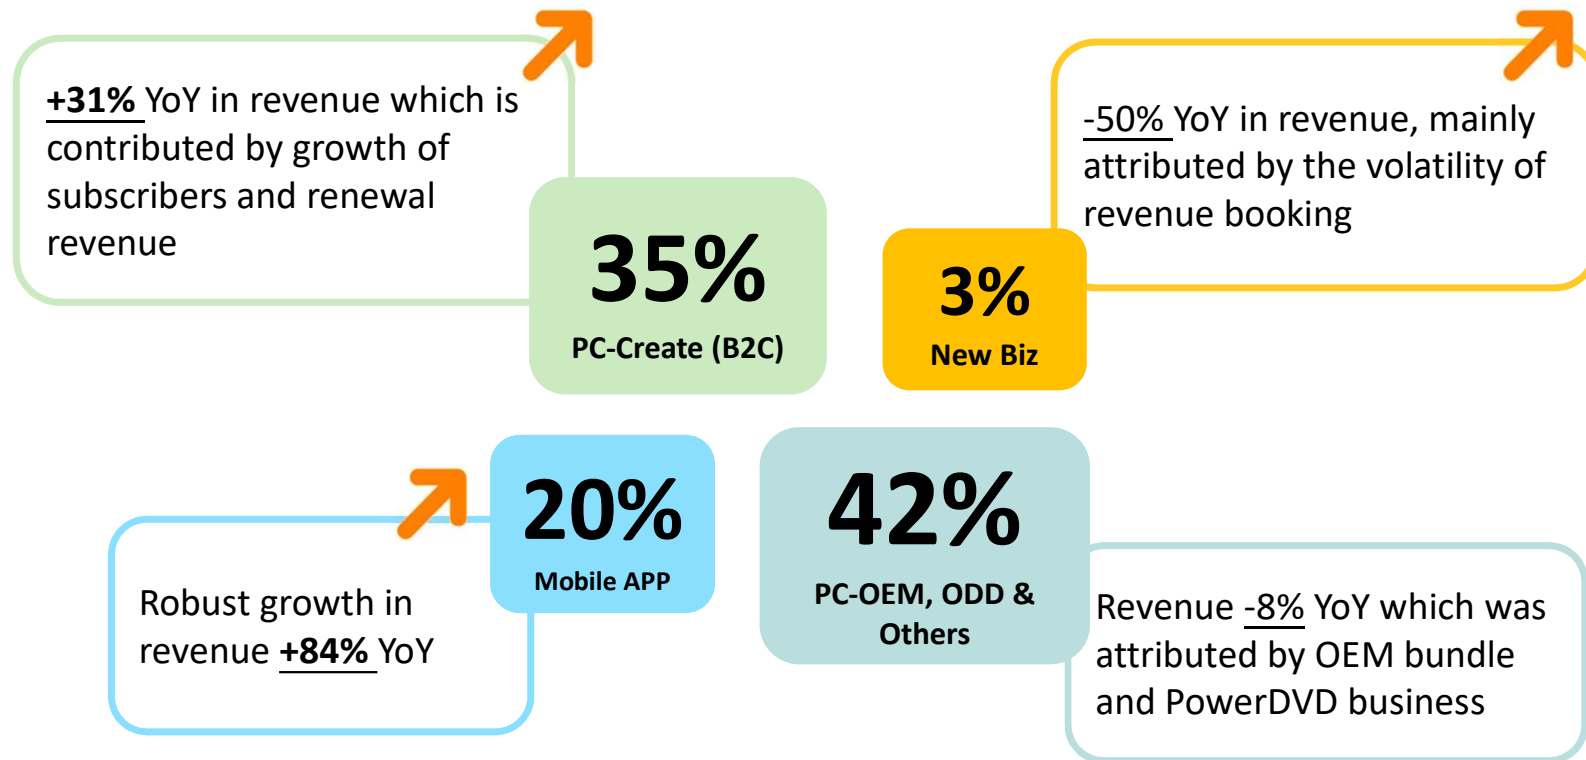 +31% YoY in revenue which is
contributed by growth of
subscribers and renewal
revenue
35%
PC-Create (B2C)
-50% YoY in revenue, mainly
attributed by the volatility of
revenue booking
3%
New Biz
20%
Mobile APP
Robust growth in
revenue +84% YoY
42%
PC-OEM, ODD &
Others
Revenue -8% YoY which was
attributed by OEM bundle
and PowerDVD business